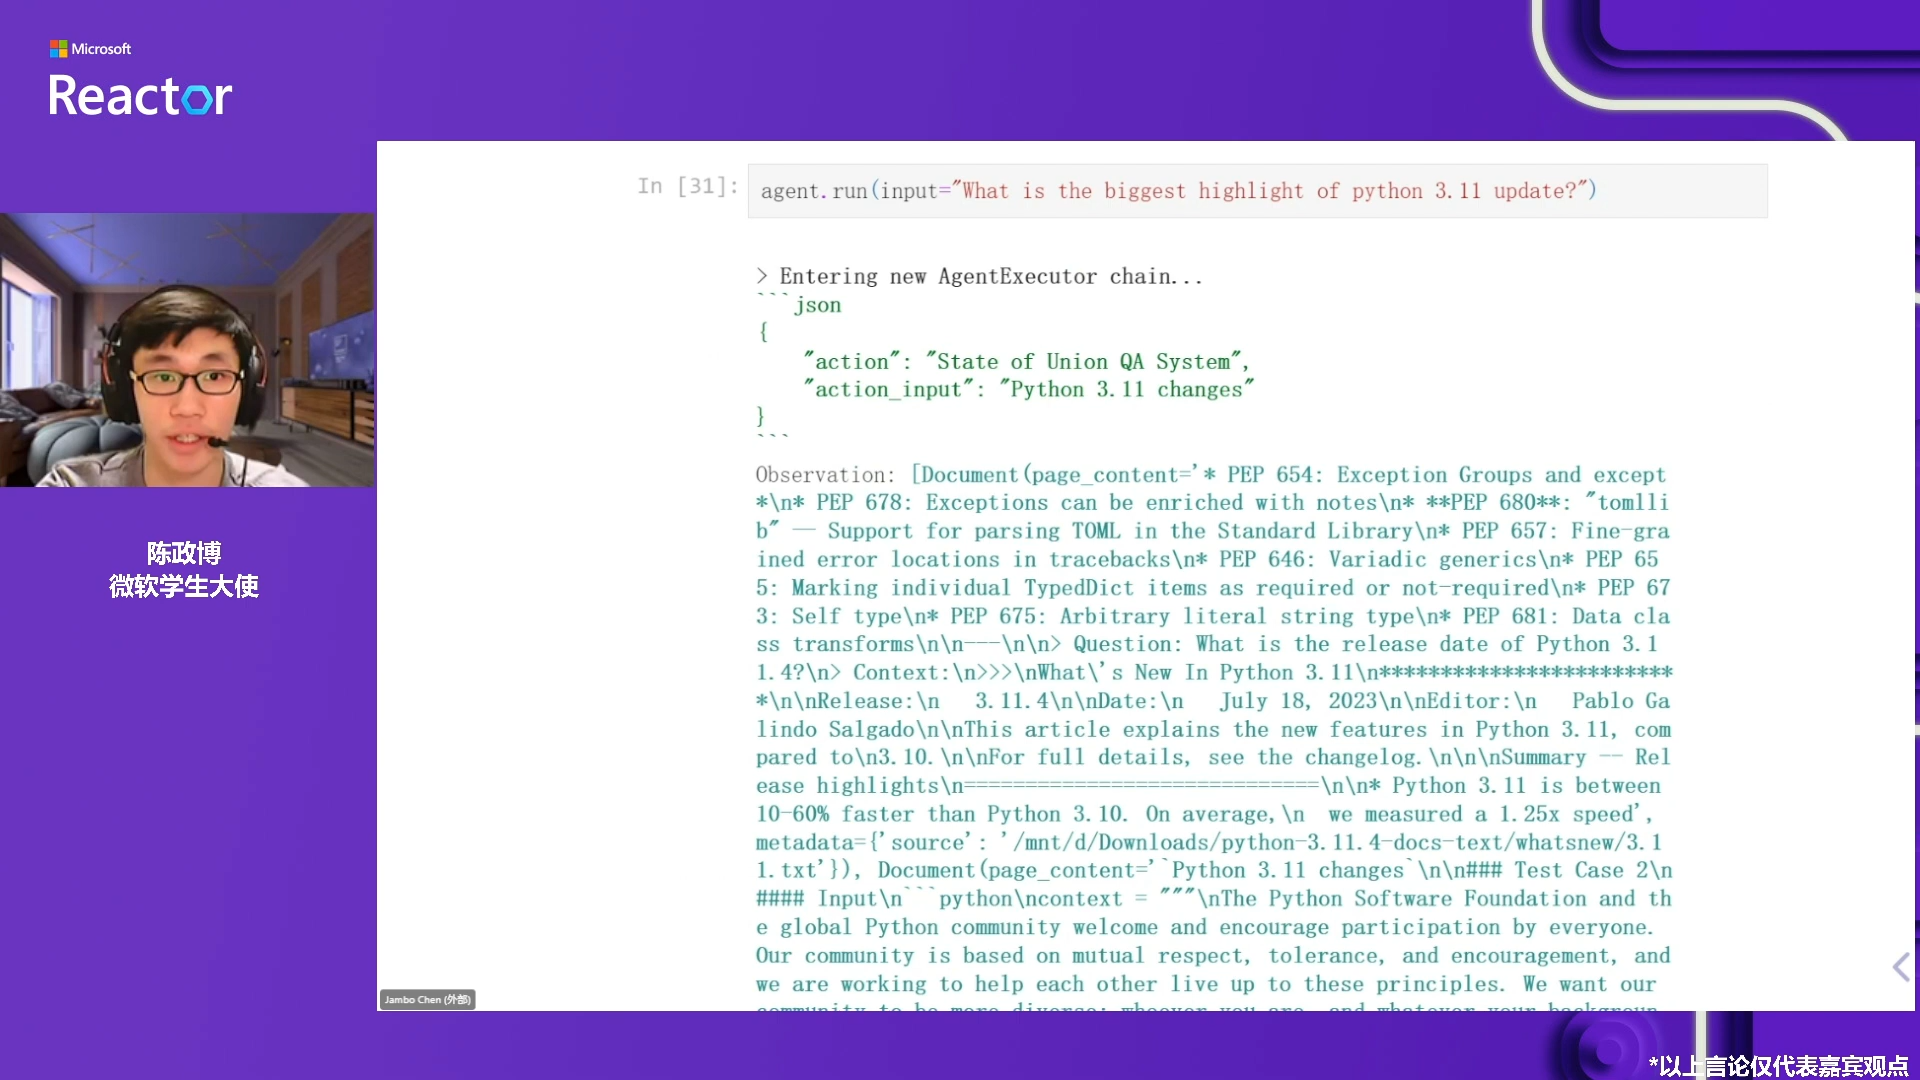 Microsoft
Reactor
In [31]:
agent.run(input="What is the biggest highlight of python 3.11 update?")
> Entering new AgentExecutor chain...
```json
{
"action": "State of Union QA System",
"action_input": "Python 3.11 changes"
}
```
Observation: [Document(page_content='* PEP 654: Exception Groups and except
*\n* PEP 678: Exceptions can be enriched with notes\n* **PEP 680**: "tomlli
b" — Support for parsing TOML in the Standard Library\n* PEP 657: Fine-gra
ined error locations in tracebacks\n* PEP 646: Variadic generics\n* PEP 65
5: Marking individual TypedDict items as required or not-required\n* PEP 67
3: Self type\n* PEP 675: Arbitrary literal string type\n* PEP 681: Data cla
ss transforms\n\n---\n\n> Question: What is the release date of Python 3.1
1.4?\n> Context:\n>>>\nWhat\'s New In Python 3.11\n************************
*\n\nRelease:\n   3.11.4\n\nDate:\n   July 18, 2023\n\nEditor:\n   Pablo Ga
lindo Salgado\n\nThis article explains the new features in Python 3.11, com
pared to\n3.10.\n\nFor full details, see the changelog.\n\n\nSummary -- Rel
ease highlights\n=============================\n\n* Python 3.11 is between
10-60% faster than Python 3.10. On average,\n  we measured a 1.25x speed',
metadata={'source': '/mnt/d/Downloads/python-3.11.4-docs-text/whatsnew/3.1
1.txt'}), Document(page_content='`Python 3.11 changes`\n\n### Test Case 2\n
#### Input\n```python\ncontext = """\nThe Python Software Foundation and th
e global Python community welcome and encourage participation by everyone.
Our community is based on mutual respect, tolerance, and encouragement, and
we are working to help each other live up to these principles. We want our
community to be more diverse: whoever you are, and whatever your backgroun
陈政博
微软学生大使
Jambo Chen (外部)
*以上言论仅代表嘉宾观点